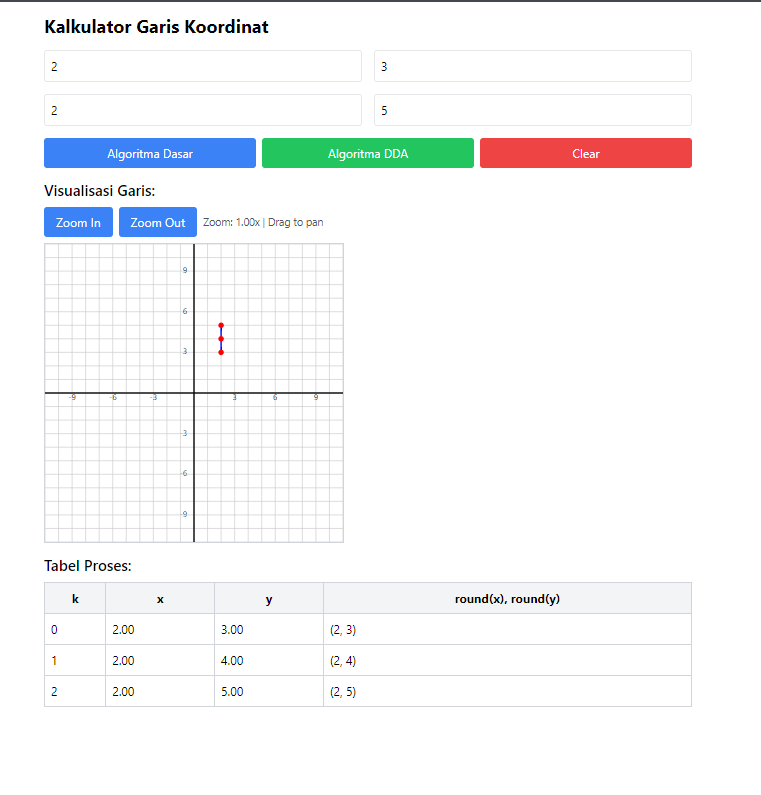 Kalkulator Garis Koordinat
2 3
2 5
Algoritma Dasar Algoritma DDA Clear
Visualisasi Garis:
Zoom In Zoom Out Zoom: 1.00x | Drag to pan
9
6
3
-9 -6 -3 3 6 9
-3
-6
-9
Tabel Proses:
k x y round(x), round(y)
0 2.00 3.00 (2, 3)
1 2.00 4.00 (2, 4)
2 2.00 5.00 (2, 5)